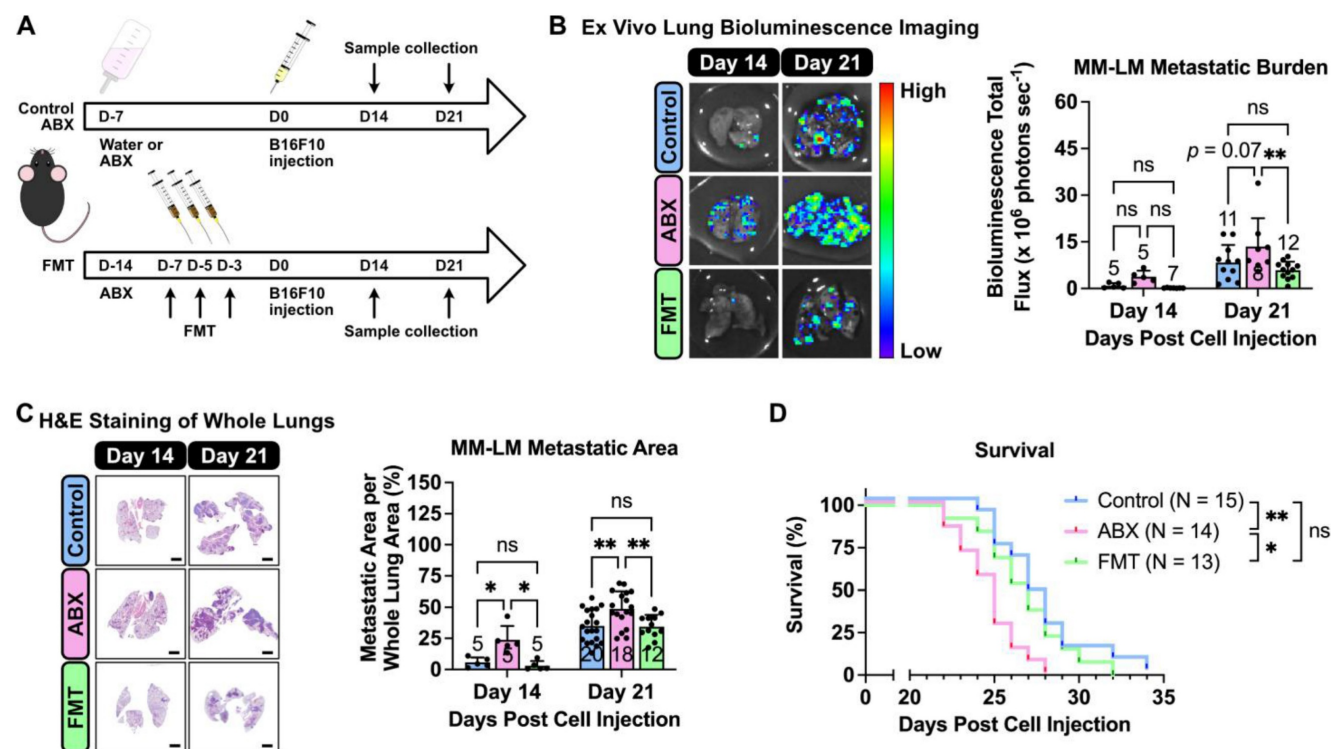 A
Sample collection
Control
ABX
D-7
D0
D14
D21
Water or
ABX
B16F10
injection
FMT
D-14
D-7
D-5
D-3
D0
D14
D21
ABX
FMT
B16F10
injection
Sample collection
B Ex Vivo Lung Bioluminescence Imaging
Day 14
Day 21
Control
ABX
FMT
High
Low
MM-LM Metastatic Burden
Bioluminescence Total
Flux (x 10⁶ photons sec⁻¹)
60
45
30
15
0
ns
p = 0.07
**
ns
ns
ns
5
5
7
11
8
12
Day 14
Day 21
Days Post Cell Injection
C H&E Staining of Whole Lungs
Day 14
Day 21
Control
ABX
FMT
MM-LM Metastatic Area
Metastatic Area per
Whole Lung Area (%)
150
125
100
75
50
25
0
ns
**
**
ns
*
*
5
5
5
20
18
12
Day 14
Day 21
Days Post Cell Injection
D
Survival
Survival (%)
100
75
50
25
0
0
20
25
30
35
Days Post Cell Injection
Control (N = 15)
ABX (N = 14)
FMT (N = 13)
**
*
ns